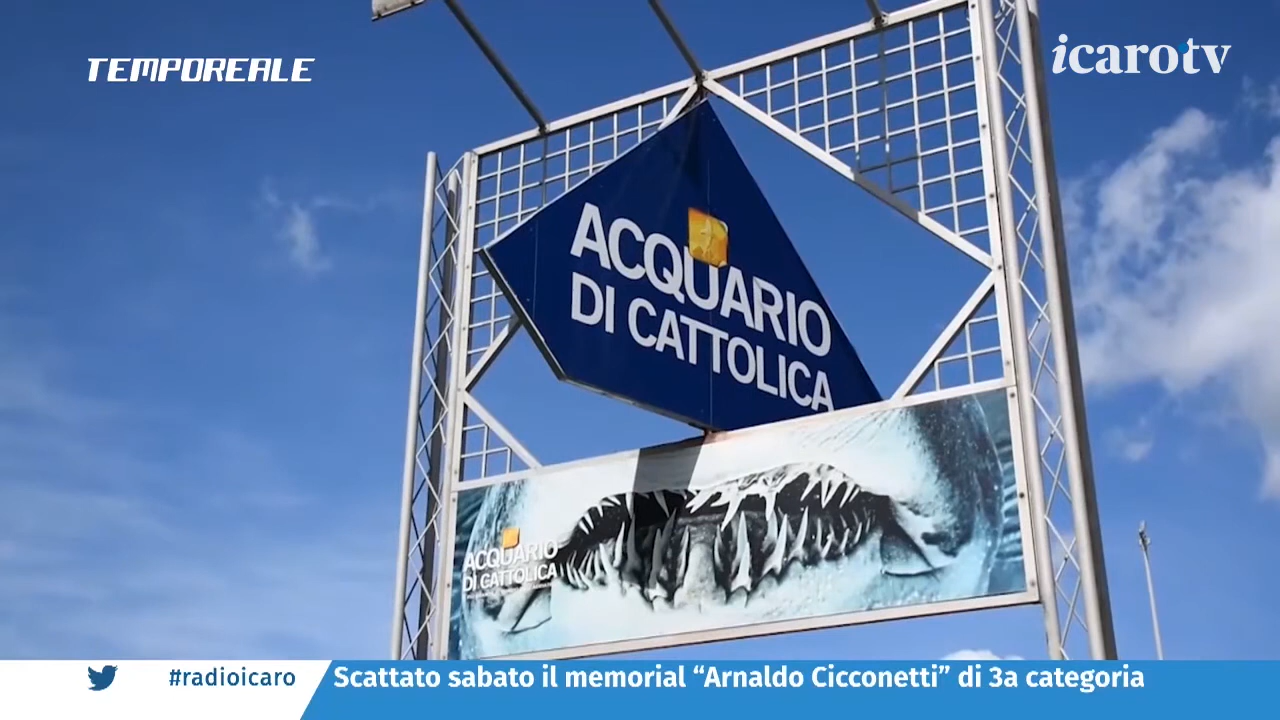 TEMPOREALE
icarotv
ACQUARIO
DI CATTOLICA
ACQUARIO
DI CATTOLICA
#radioicaro
Scattato sabato il memorial “Arnaldo Cicconetti” di 3a categoria